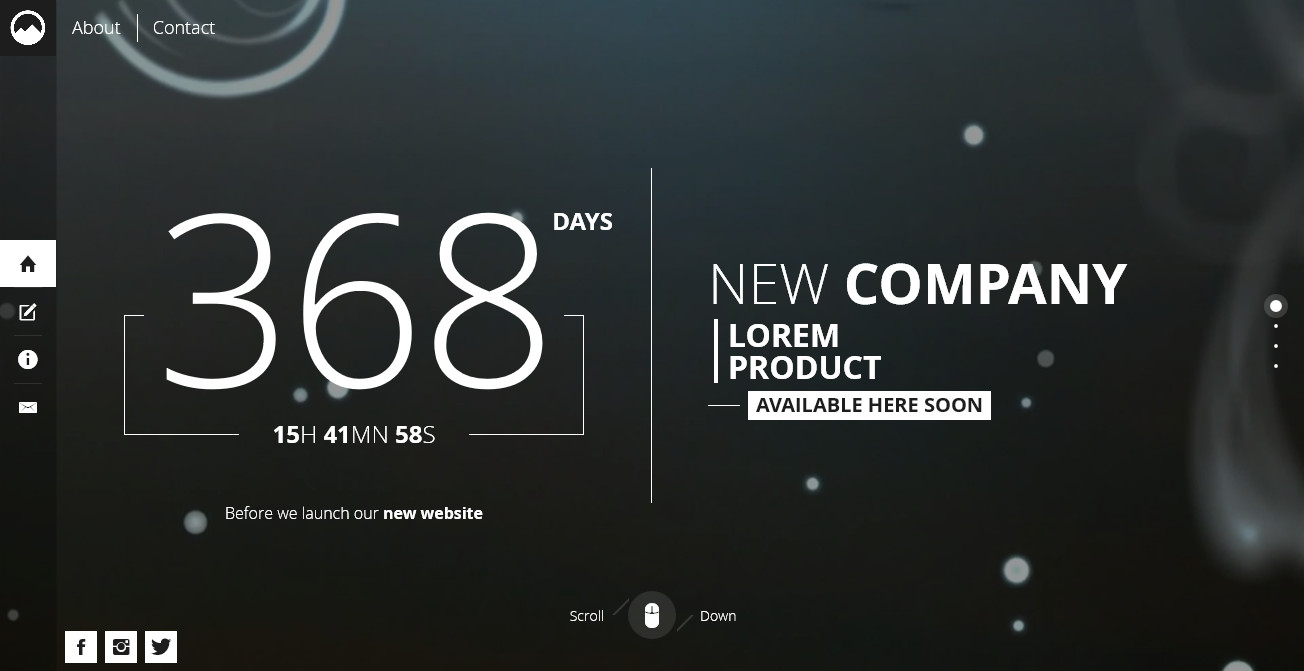 About
Contact
368 DAYS
15H 41MN 58S
Before we launch our new website
NEW COMPANY
LOREM
PRODUCT
AVAILABLE HERE SOON
Scroll
Down